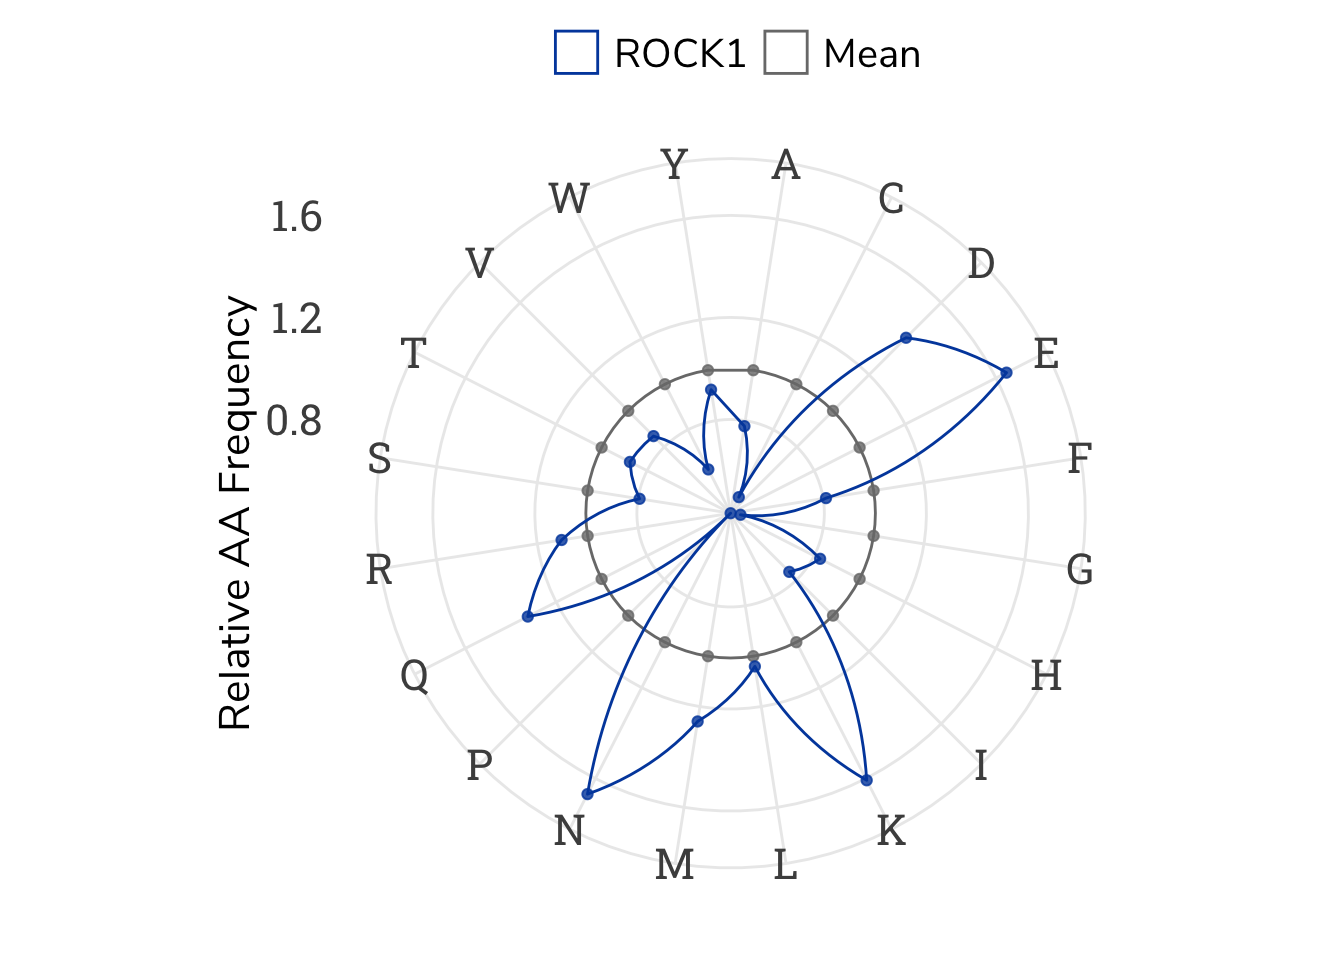 ROCK1 Mean
Y A
W C
1.6
V D
1.2
T E
0.8
S F
Relative AA Frequency
R G
Q H
P I
N K
M L